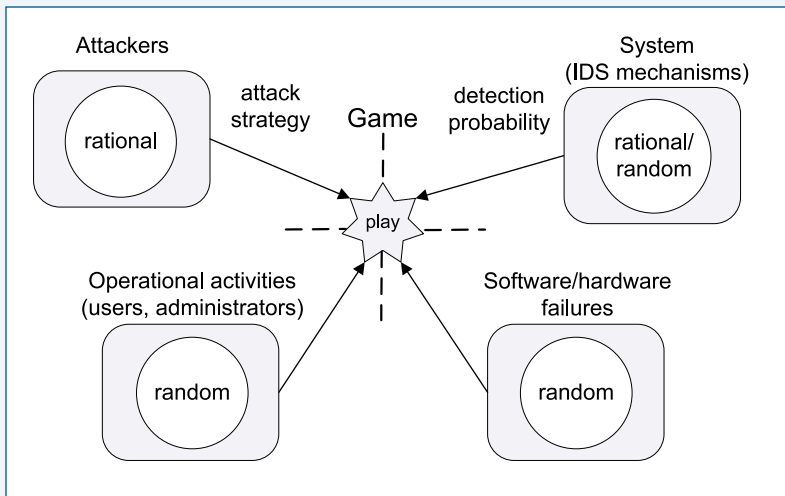 Attackers
rational
attack
strategy
Game
detection
probability
System
(IDS mechanisms)
rational/
random
play
Operational activities
(users, administrators)
random
Software/hardware
failures
random